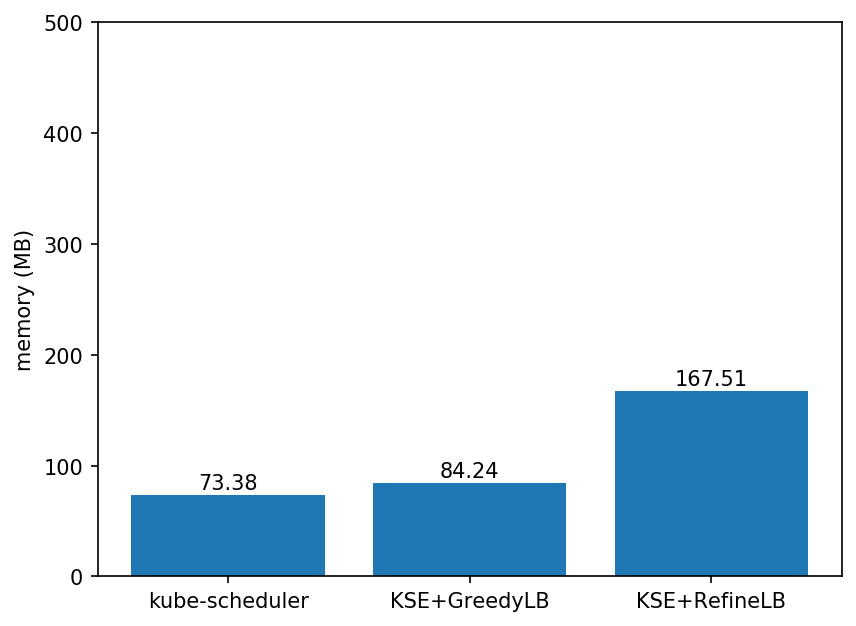 500
400
300
200
100
0
memory (MB)
73.38
84.24
167.51
kube-scheduler
KSE+GreedyLB
KSE+RefineLB